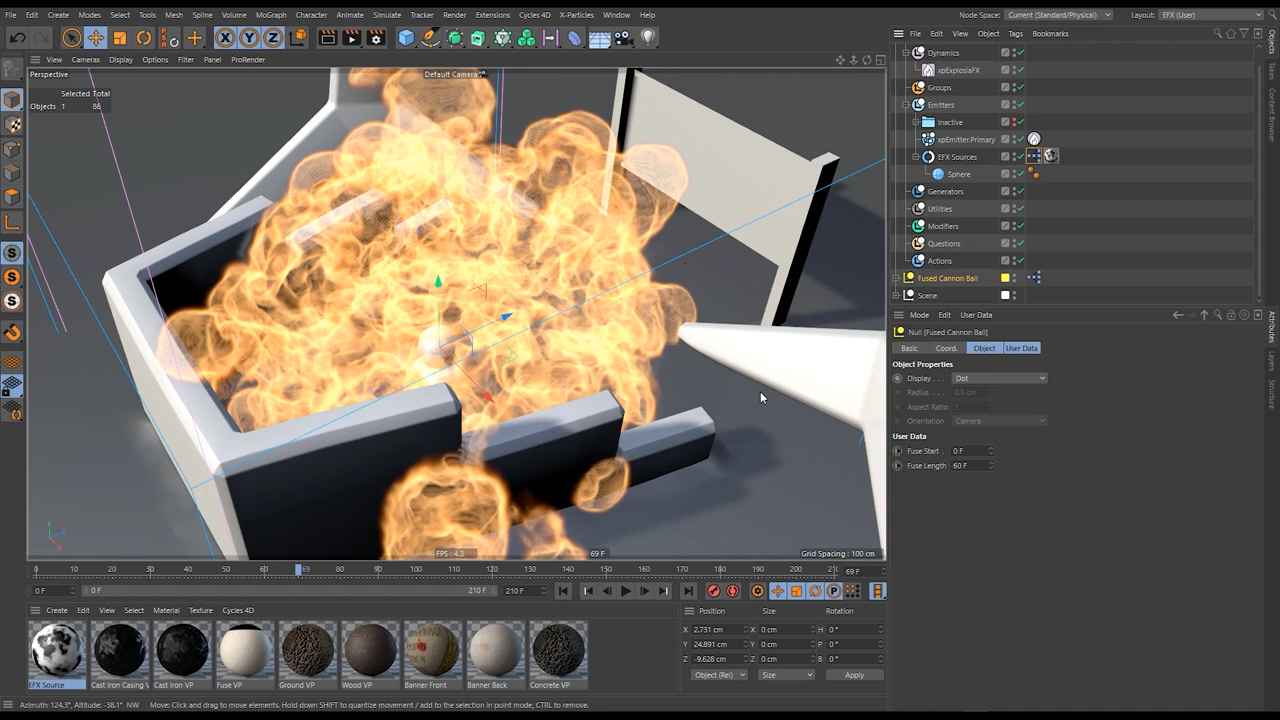 File Edit Create Modes Select Tools Mesh Spline Volume MoGraph Character Animate Simulate Tracker Render Extensions Cycles 4D X-Particles Window Help Node Space: Current (Standard/Physical) Layout: EFX (User)
File Edit View Object Tags Bookmarks
View Cameras Display Options Filter Panel ProRender
Perspective
Default Camera
Selected Total
Objects 1 86
Dynamics
xpExplosiaFX
Groups
Emitters
Inactive
xpEmitter.Primary
EFX Sources
Sphere
Generators
Utilities
Modifiers
Questions
Actions
Fused Cannon Ball
Scene
Objects
Takes
Content Browser
Mode Edit User Data
Null [Fused Cannon Ball]
Basic Coord. Object User Data
Object Properties
Display . . . Dot
Radius . . . 0.5 cm
Aspect Ratio 1
Orientation Camera
User Data
Fuse Start . 0 F
Fuse Length 60 F
Attributes
Layers
Structure
FPS : 4.3 69 F Grid Spacing : 100 cm
0 10 20 30 40 50 60 69 80 90 100 110 120 130 140 150 160 170 180 190 200 69 F
0 F 0 F 210 F 210 F
Create Edit View Select Material Texture Cycles 4D
EFX Source Cast Iron Casing V Cast Iron VP Fuse VP Ground VP Wood VP Banner Front Banner Back Concrete VP
Position Size Rotation
X 2.731 cm X 0 cm H 0 °
Y 24.891 cm Y 0 cm P 0 °
Z -9.628 cm Z 0 cm B 0 °
Object (Rel) Size Apply
Azimuth: 124.3°, Altitude: -38.1° NW Move: Click and drag to move elements. Hold down SHIFT to quantize movement / add to the selection in point mode, CTRL to remove.